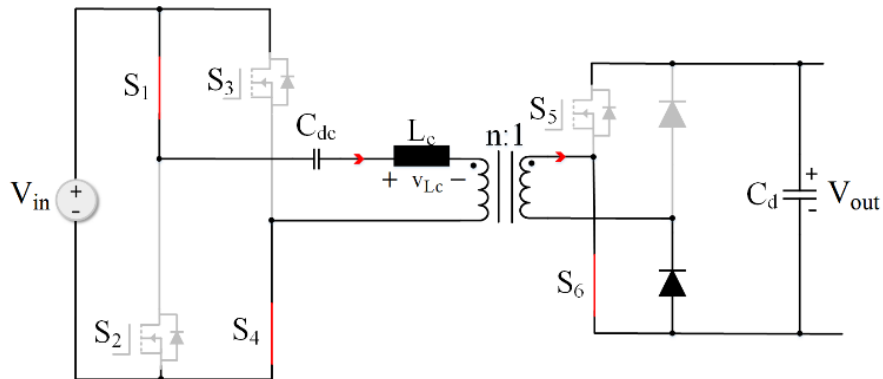 S1
S3
Cdc
Lc
+ vLc −
n:1
S5
Vin
+
-
Cd
+
-
Vout
S2
S4
S6